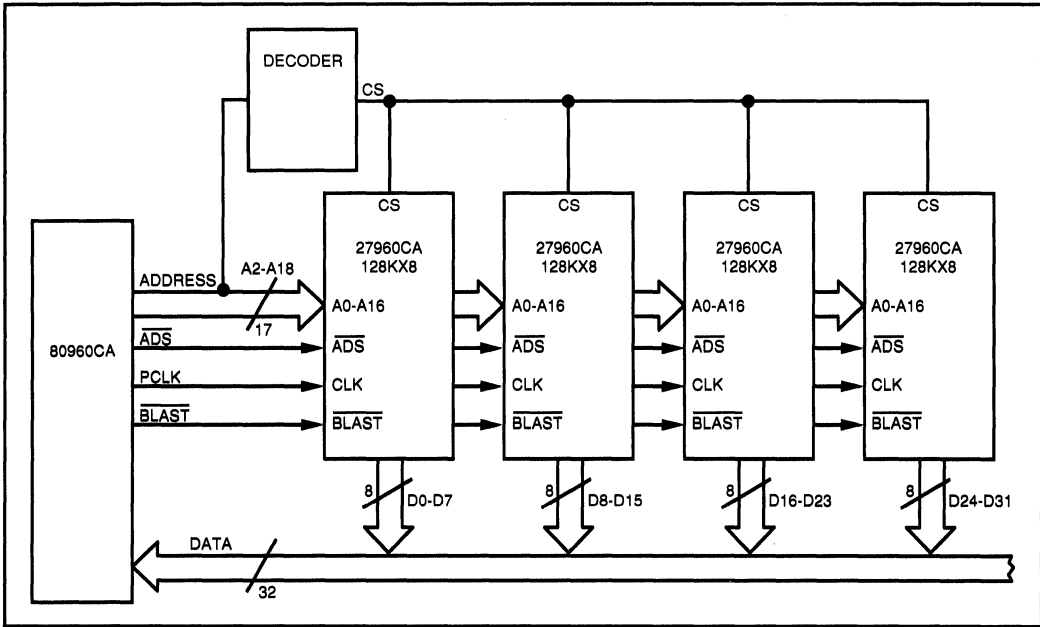 DECODER
CS
CS
CS
CS
CS
27960CA
128KX8
27960CA
128KX8
27960CA
128KX8
27960CA
128KX8
ADDRESS
A2-A18
17
A0-A16
A0-A16
A0-A16
A0-A16
80960CA
ADS
ADS
ADS
ADS
ADS
PCLK
CLK
CLK
CLK
CLK
BLAST
BLAST
BLAST
BLAST
BLAST
8
D0-D7
8
D8-D15
8
D16-D23
8
D24-D31
DATA
32